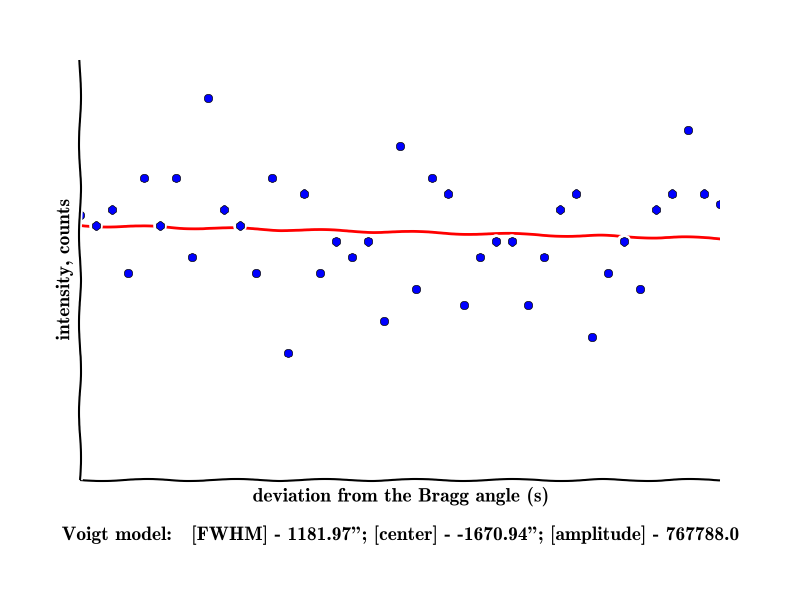 intensity, counts
deviation from the Bragg angle (s)
Voigt model: [FWHM] - 1181.97”; [center] - -1670.94”; [amplitude] - 767788.0